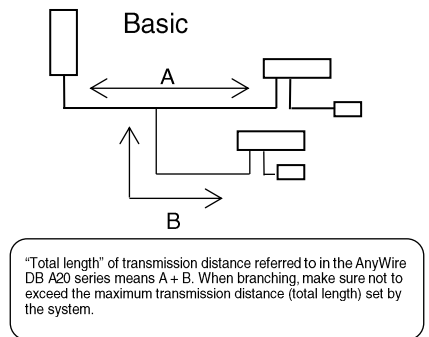 Basic
A
B
“Total length” of transmission distance referred to in the AnyWire
DB A20 series means A + B. When branching, make sure not to
exceed the maximum transmission distance (total length) set by
the system.